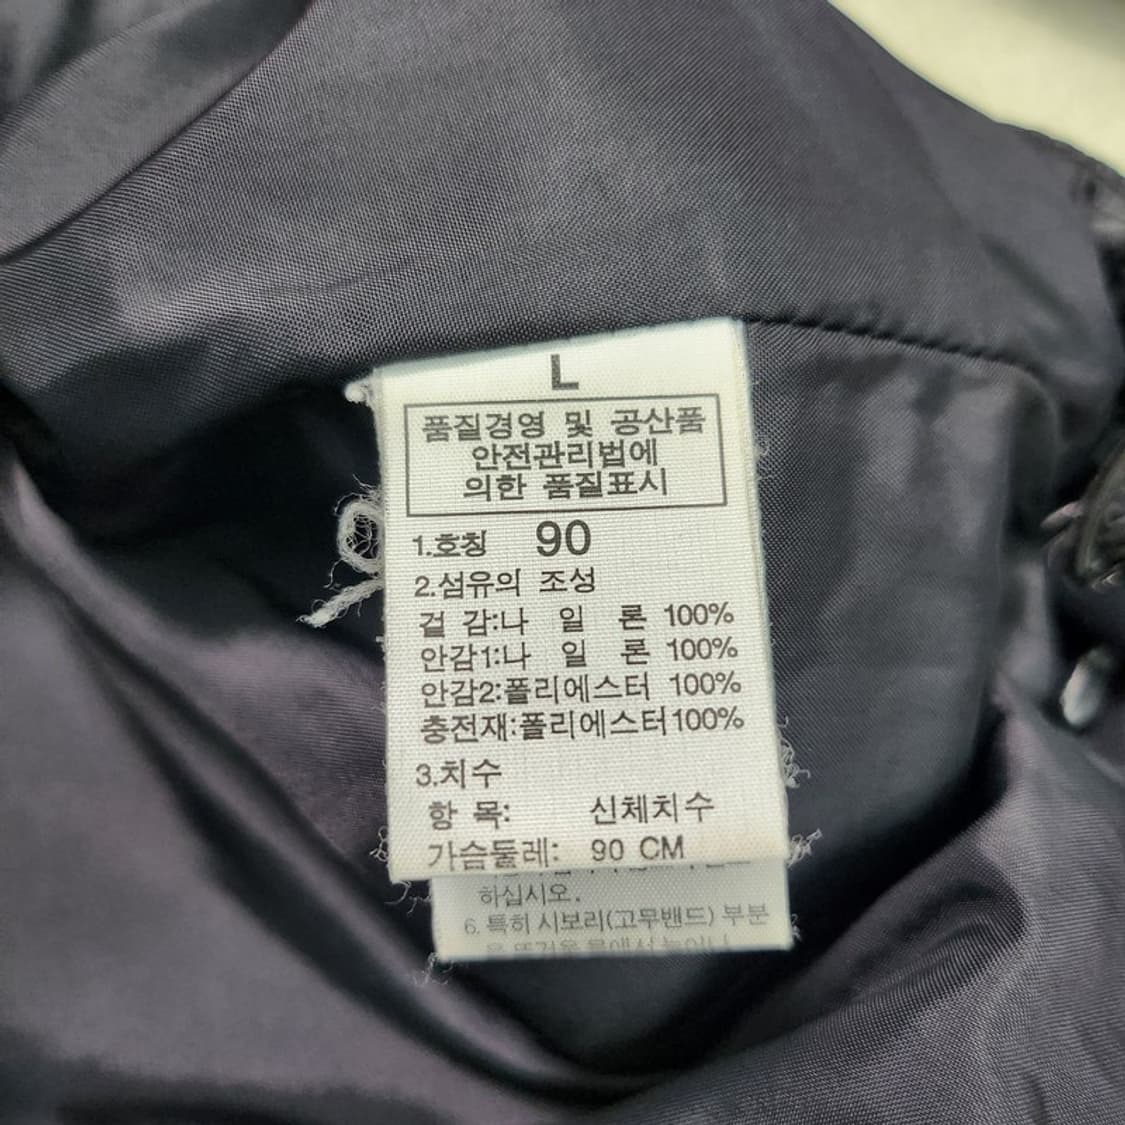 L
품질경영 및 공산품
안전관리법에
의한 품질표시
1.호칭 90
2.섬유의 조성
겉 감:나 일 론 100%
안감1:나 일 론 100%
안감2:폴리에스터 100%
충전재:폴리에스터100%
3.치수
항 목: 신체치수
가슴둘레: 90 CM
하십시오.
6. 특히 시보리(고무밴드) 부분